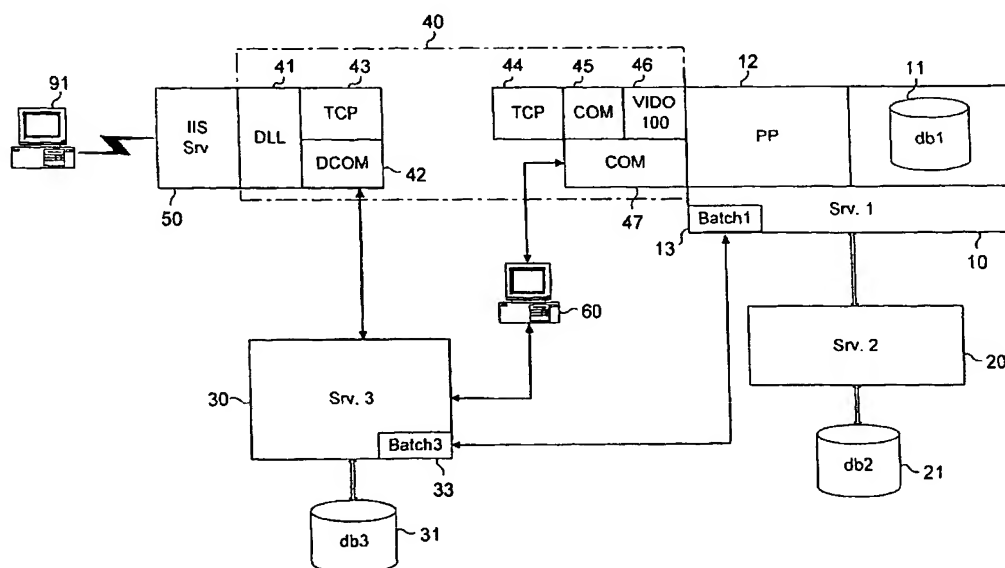 40
91
41
43
44
45
46
12
11
IIS
Srv
DLL
TCP
DCOM
TCP
COM
VIDO
100
PP
db1
42
COM
50
47
Batch1
Srv. 1
13
10
60
30
Srv. 3
Srv. 2
20
Batch3
33
db2
21
db3
31